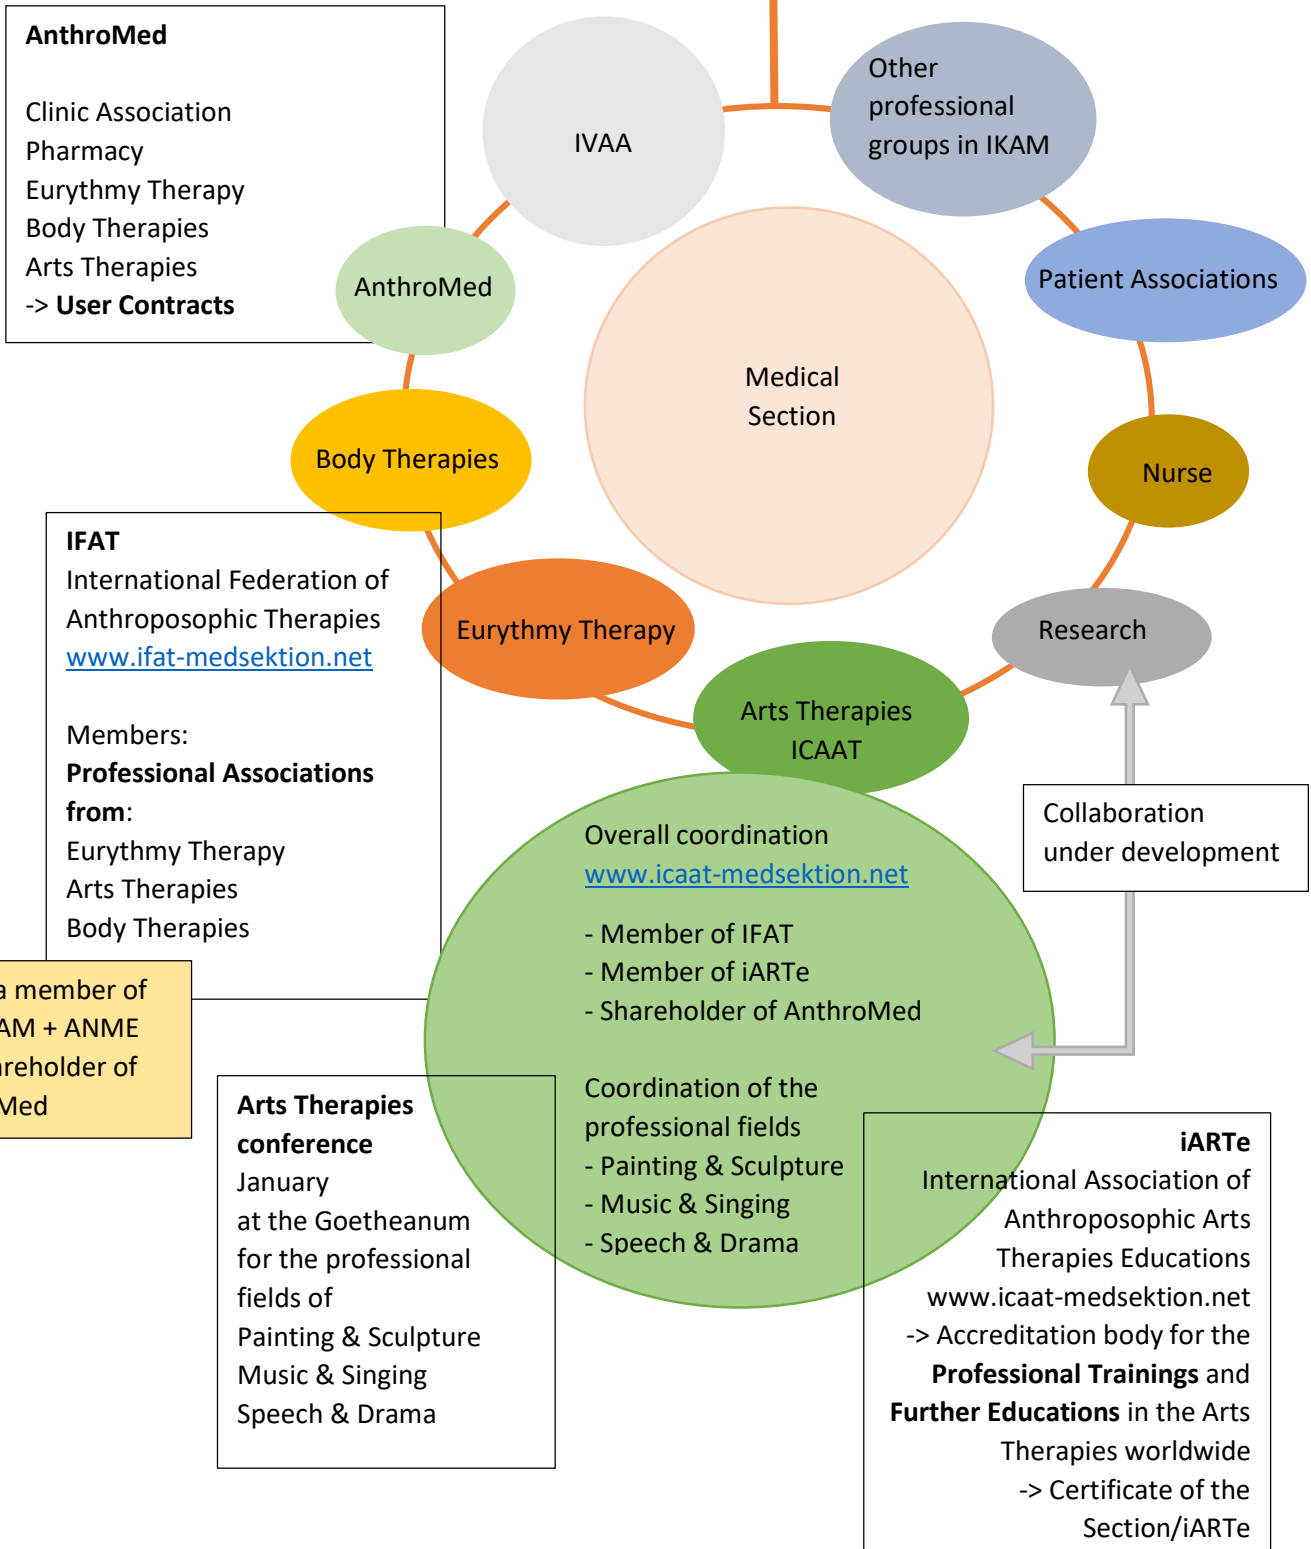 AnthroMed
Clinic Association
Pharmacy
Eurythmy Therapy
Body Therapies
Arts Therapies
-> User Contracts
IVAA
Other
professional
groups in IKAM
AnthroMed
Patient Associations
Medical
Section
Body Therapies
Nurse
IFAT
International Federation of
Anthroposophic Therapies
www.ifat-medsektion.net
Members:
Professional Associations
from:
Eurythmy Therapy
Arts Therapies
Body Therapies
Eurythmy Therapy
Research
Arts Therapies
ICAAT
Collaboration
under development
Overall coordination
www.icaat-medsektion.net
- Member of IFAT
- Member of iARTe
- Shareholder of AnthroMed
Coordination of the
professional fields
- Painting & Sculpture
- Music & Singing
- Speech & Drama
a member of
AM + ANME
areholder of
Med
Arts Therapies
conference
January
at the Goetheanum
for the professional
fields of
Painting & Sculpture
Music & Singing
Speech & Drama
iARTe
International Association of
Anthroposophic Arts
Therapies Educations
www.icaat-medsektion.net
-> Accreditation body for the
Professional Trainings and
Further Educations in the Arts
Therapies worldwide
-> Certificate of the
Section/iARTe